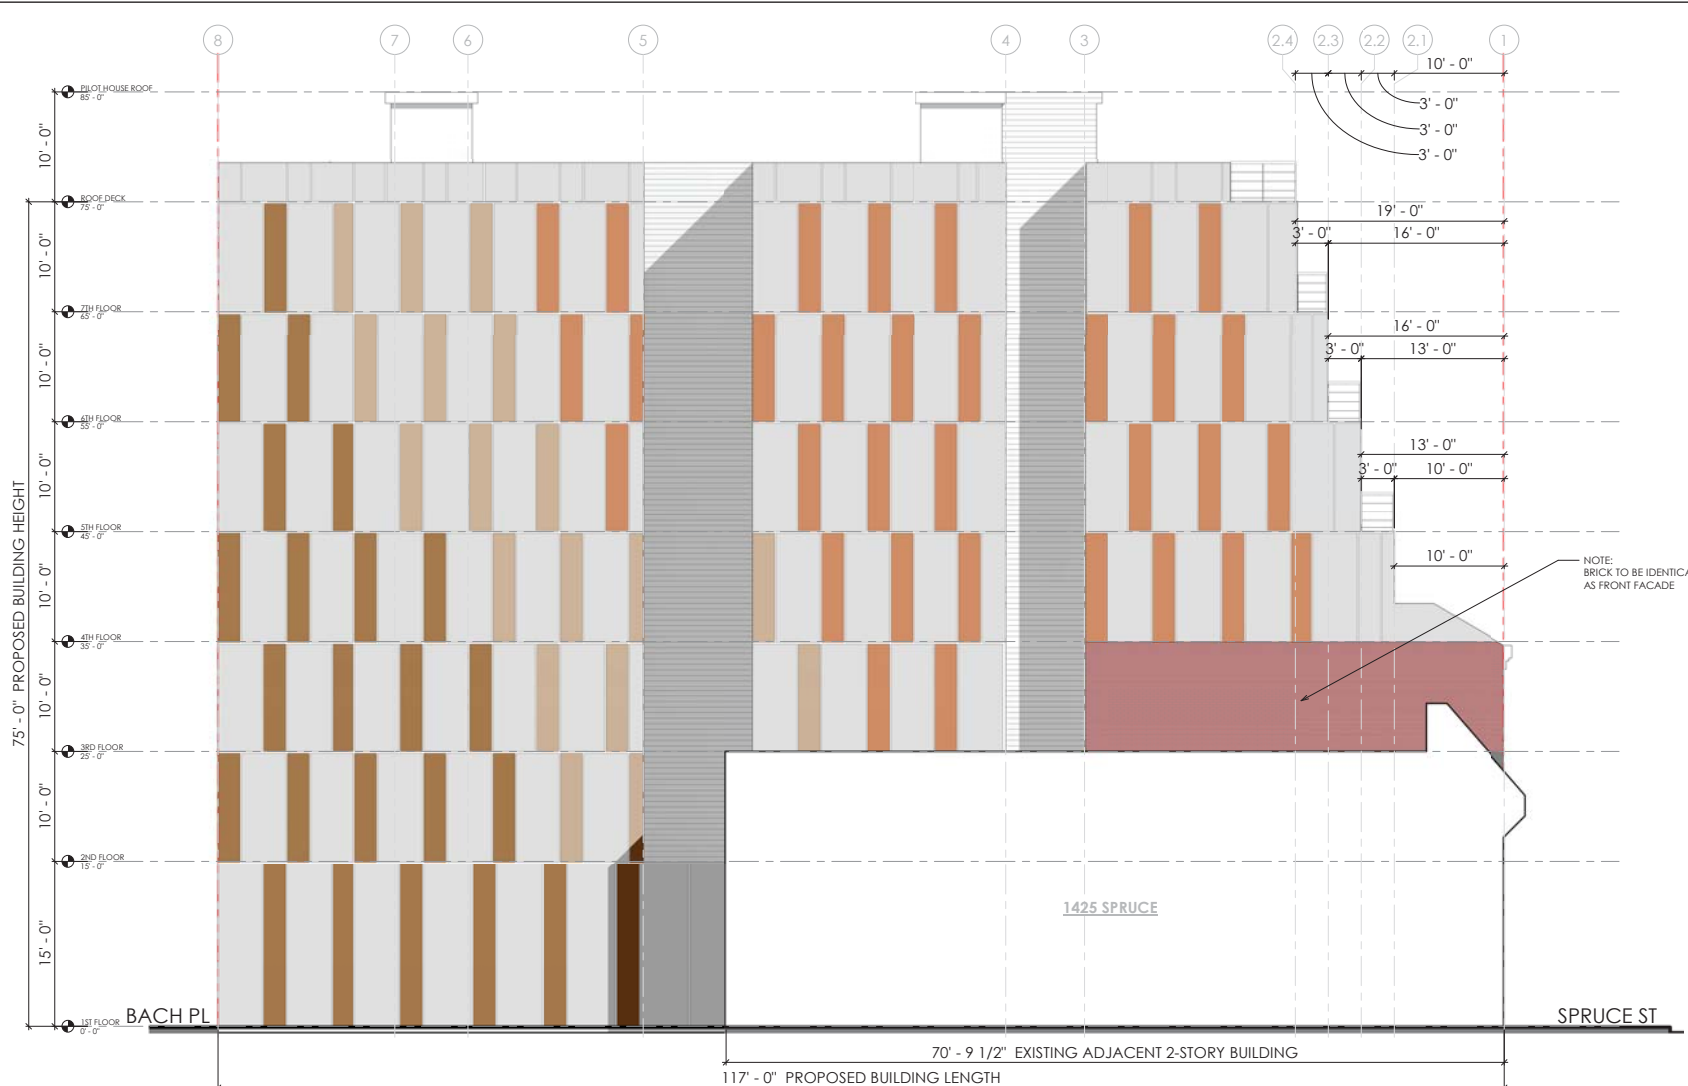 8 7 6 5 4 3 2.4 2.3 2.2 2.1 1
10' - 0"
3' - 0"
3' - 0"
3' - 0"
PILOT HOUSE ROOF
85' - 0"
10' - 0"
ROOF DECK
75' - 0"
19' - 0"
3' - 0" 16' - 0"
10' - 0"
7TH FLOOR
65' - 0"
16' - 0"
3' - 0" 13' - 0"
10' - 0"
6TH FLOOR
55' - 0"
13' - 0"
3' - 0" 10' - 0"
10' - 0"
5TH FLOOR
45' - 0"
10' - 0"
NOTE:
BRICK TO BE IDENTICA
AS FRONT FACADE
10' - 0"
4TH FLOOR
35' - 0"
75' - 0" PROPOSED BUILDING HEIGHT
10' - 0"
3RD FLOOR
25' - 0"
10' - 0"
2ND FLOOR
15' - 0"
1425 SPRUCE
15' - 0"
1ST FLOOR
0' - 0"
BACH PL
SPRUCE ST
70' - 9 1/2" EXISTING ADJACENT 2-STORY BUILDING
117' - 0" PROPOSED BUILDING LENGTH